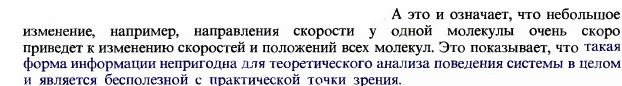 А это и означает, что небольшое
изменение, например, направления скорости у одной молекулы очень скоро
приведет к изменению скоростей и положений всех молекул. Это показывает, что такая
форма информации непригодна для теоретического анализа поведения системы в целом
и является бесполезной с практической точки зрения.